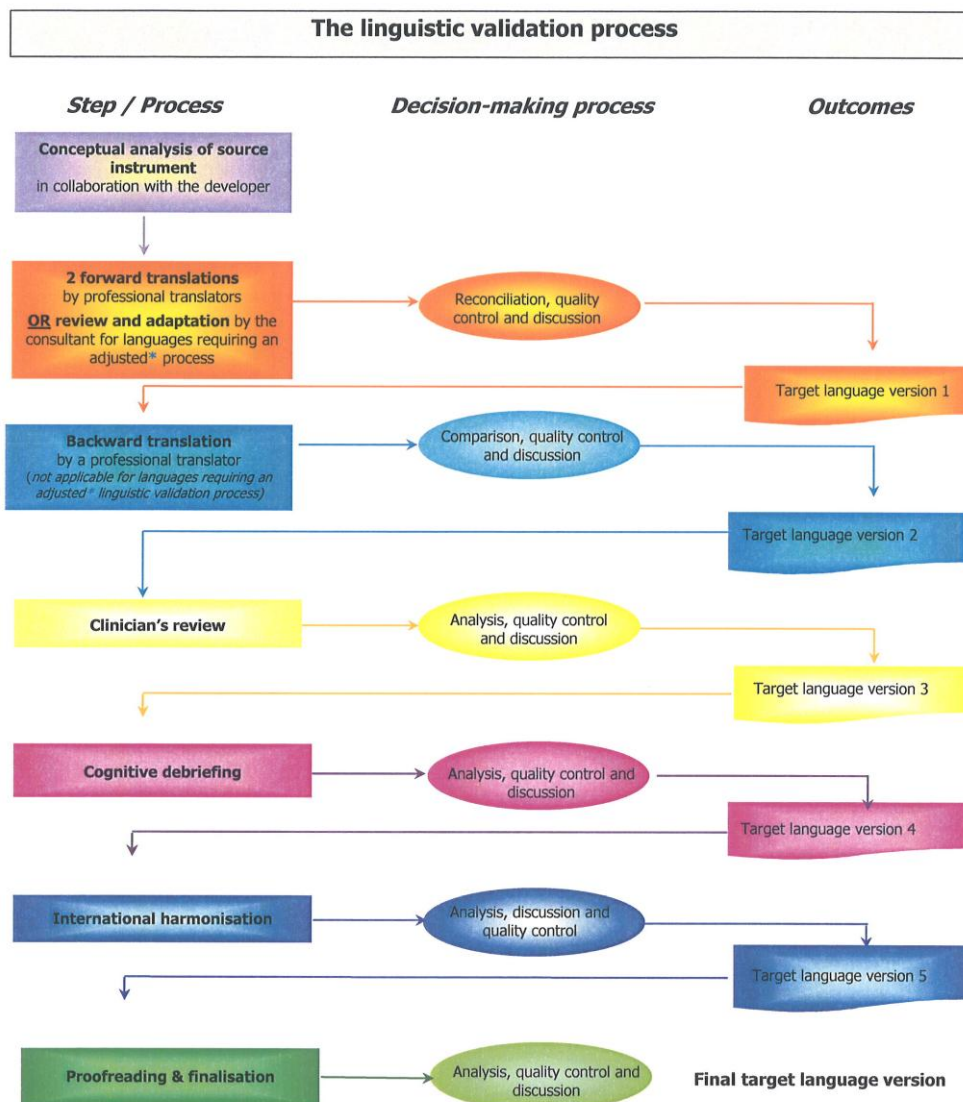 The linguistic validation process
Step / Process
Decision-making process
Outcomes
Conceptual analysis of source
instrument
in collaboration with the developer
2 forward translations
by professional translators
OR review and adaptation by the
consultant for languages requiring an
adjusted* process
Reconciliation, quality
control and discussion
Target language version 1
Backward translation
by a professional translator
(not applicable for languages requiring an
adjusted* linguistic validation process)
Comparison, quality control
and discussion
Target language version 2
Clinician's review
Analysis, quality control
and discussion
Target language version 3
Cognitive debriefing
Analysis, quality control and
discussion
Target language version 4
International harmonisation
Analysis, discussion and
quality control
Target language version 5
Proofreading & finalisation
Analysis, quality control and
discussion
Final target language version